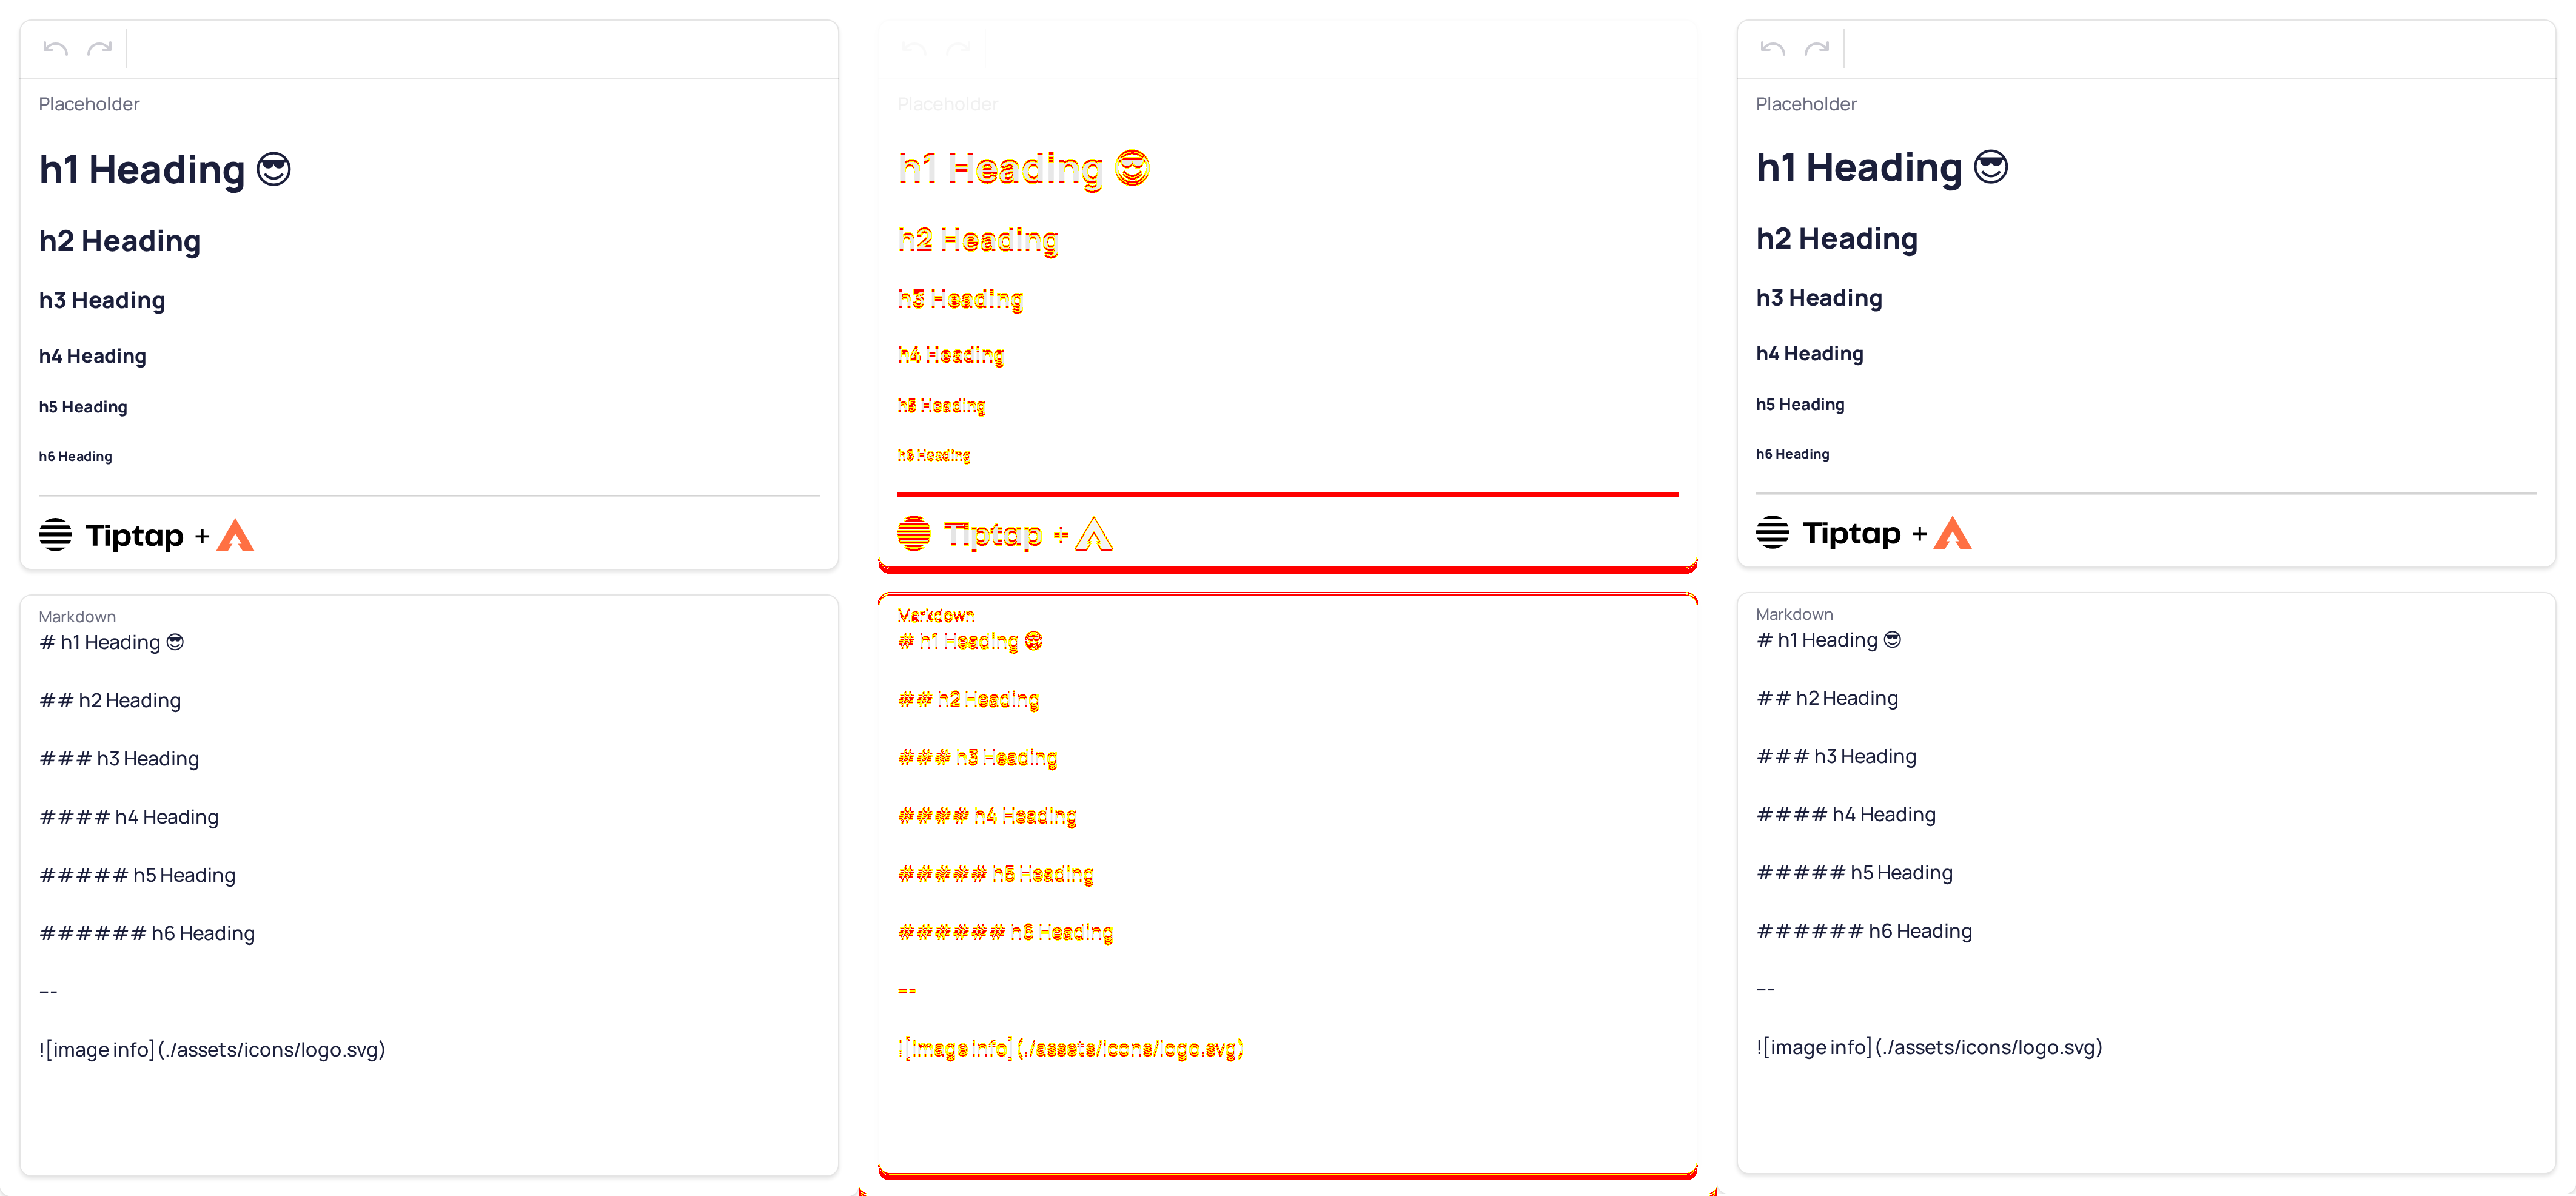 Placeholder
h1 Heading 😎
h2 Heading
h3 Heading
h4 Heading
h5 Heading
h6 Heading
Tiptap +
Markdown
# h1 Heading 😎
## h2 Heading
### h3 Heading
#### h4 Heading
##### h5 Heading
###### h6 Heading
--
![image info](./assets/icons/logo.svg)
Placeholder
h1 Heading 😎
h2 Heading
h3 Heading
h4 Heading
h5 Heading
h6 Heading
Tiptap +
Markdown
# h1 Heading 😎
## h2 Heading
### h3 Heading
#### h4 Heading
##### h5 Heading
###### h6 Heading
--
![image info](./assets/icons/logo.svg)
Placeholder
h1 Heading 😎
h2 Heading
h3 Heading
h4 Heading
h5 Heading
h6 Heading
Tiptap +
Markdown
# h1 Heading 😎
## h2 Heading
### h3 Heading
#### h4 Heading
##### h5 Heading
###### h6 Heading
--
![image info](./assets/icons/logo.svg)